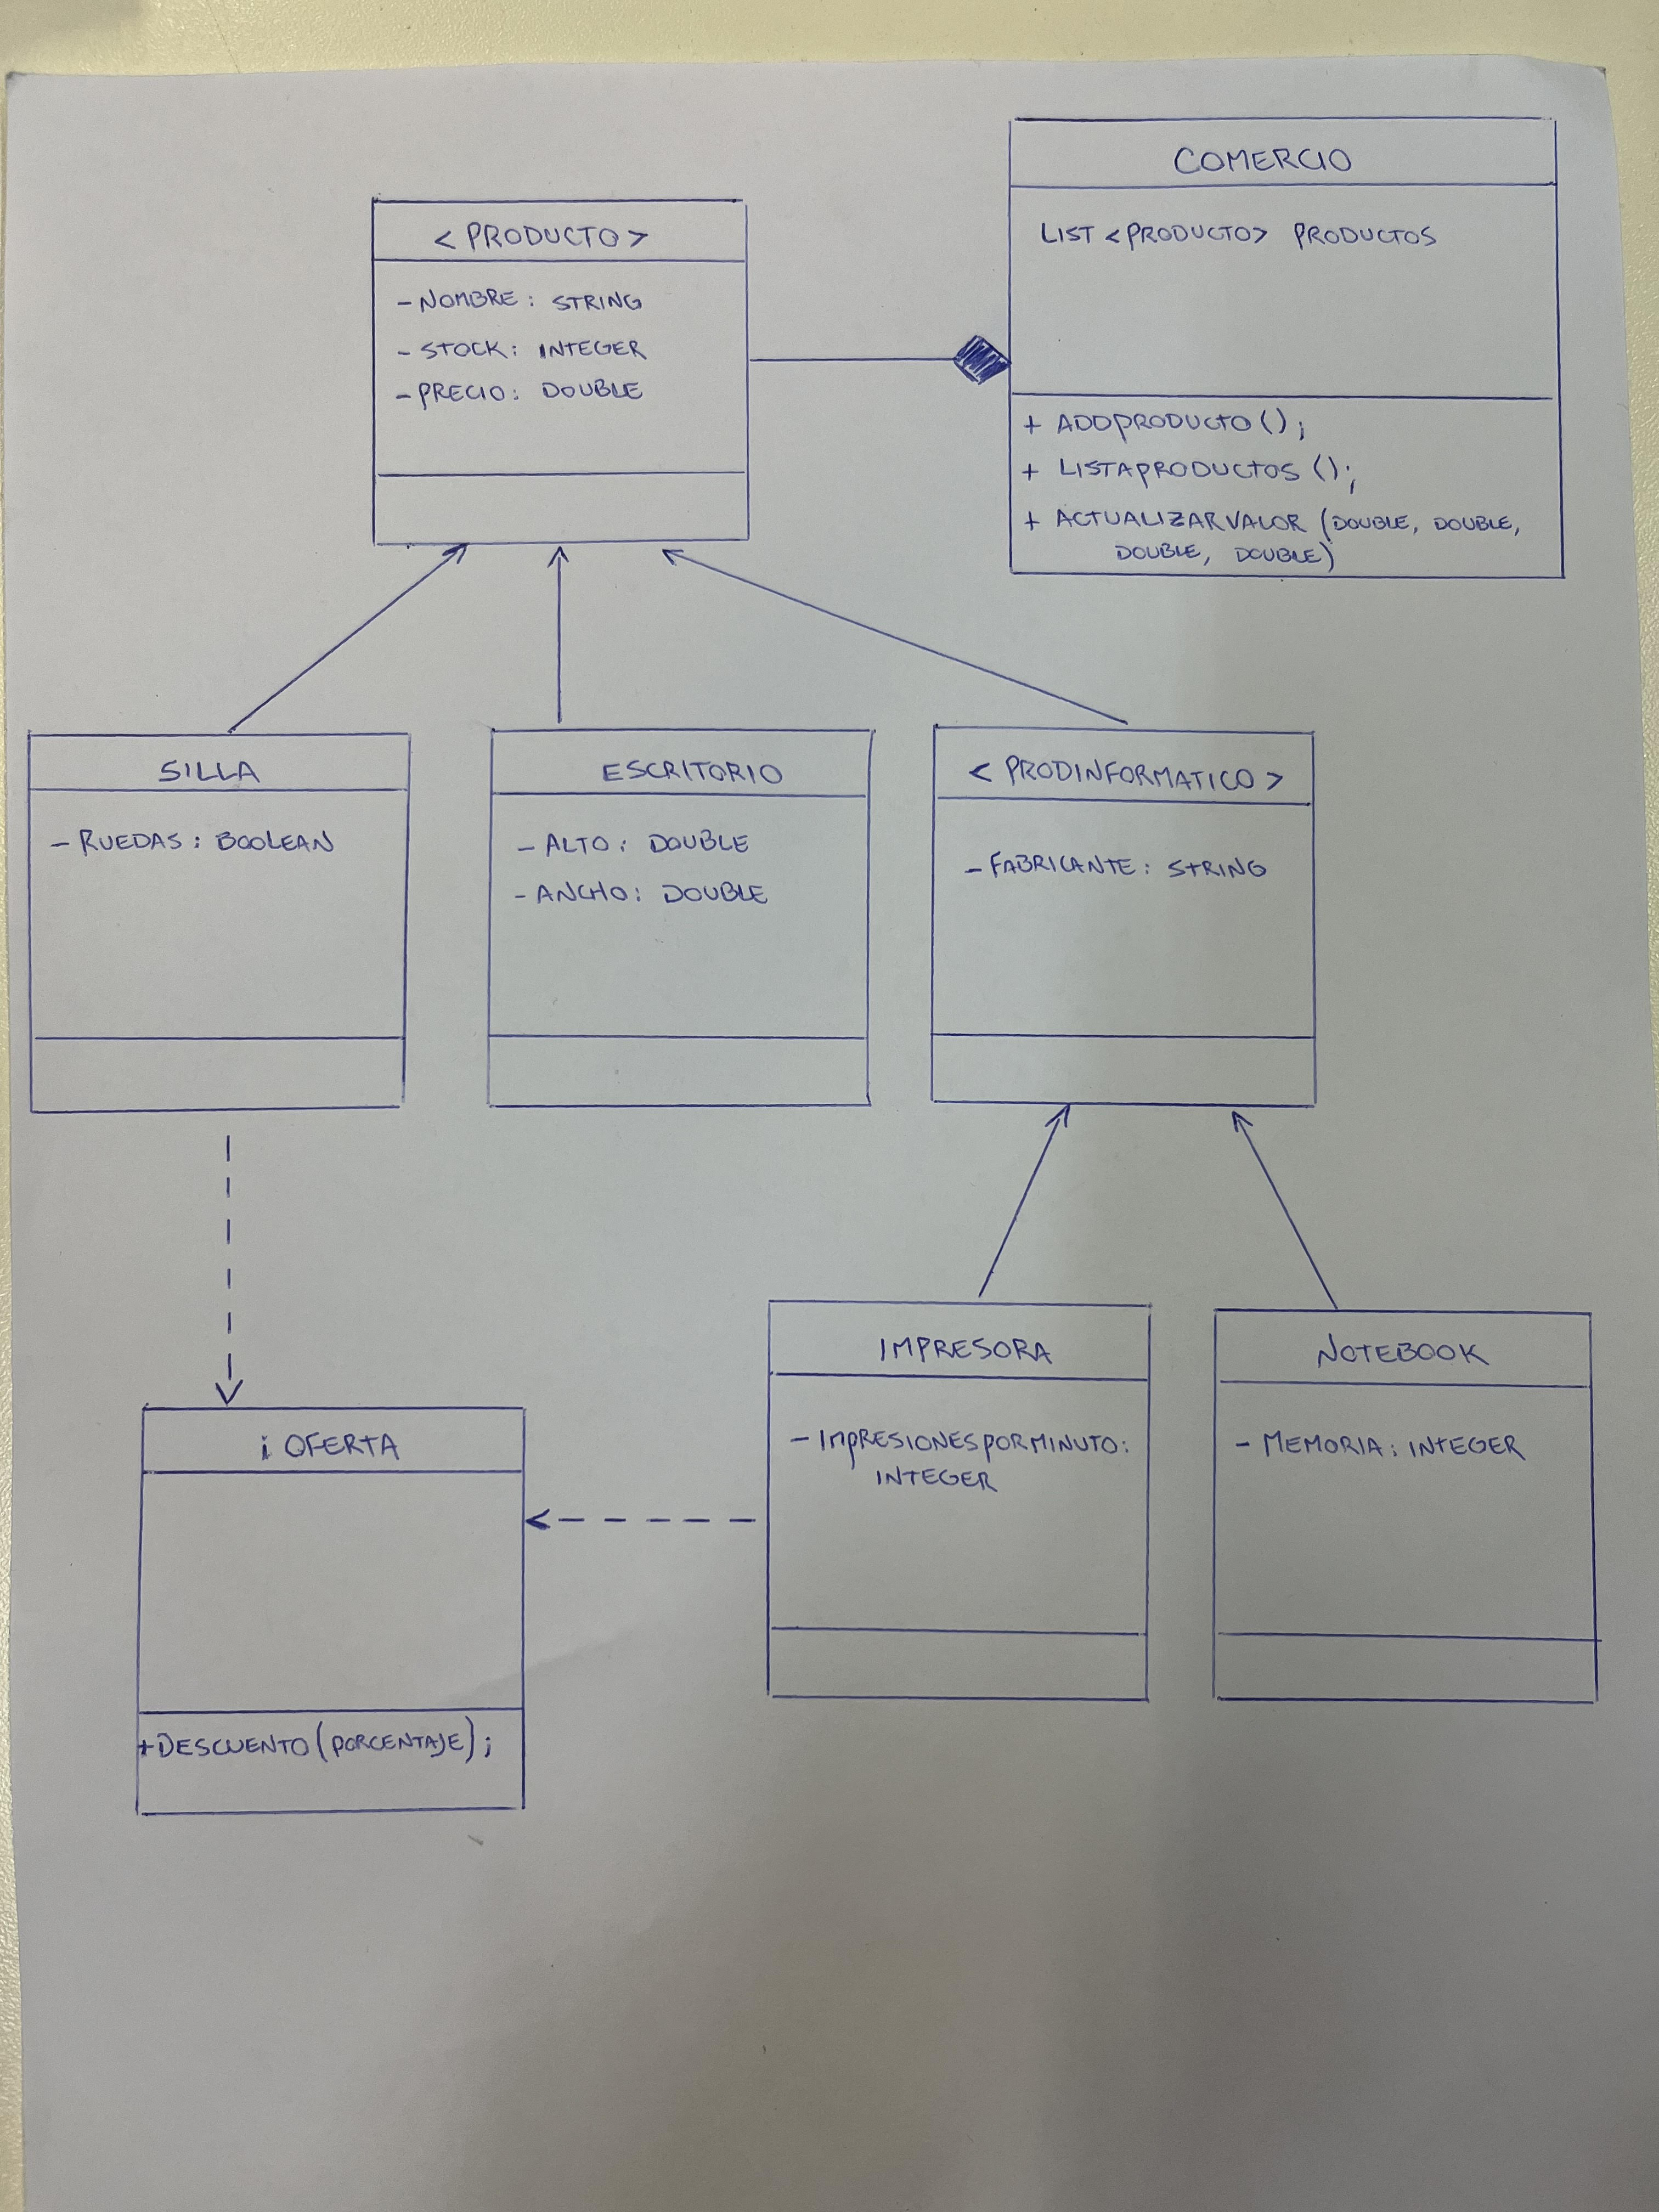 < PRODUCTO >
- NOMBRE : STRING
- STOCK : INTEGER
- PRECIO : DOUBLE
COMERCIO
LIST <PRODUCTO> PRODUCTOS
+ ADDPRODUCTO ( ) ;
+ LISTAPRODUCTOS ( ) ;
+ ACTUALIZARVALOR (DOUBLE, DOUBLE,
DOUBLE, DOUBLE)
SILLA
- RUEDAS : BOOLEAN
ESCRITORIO
- ALTO : DOUBLE
- ANCHO : DOUBLE
< PRODINFORMATICO >
- FABRICANTE : STRING
i OFERTA
+DESCUENTO (PORCENTAJE) ;
IMPRESORA
- IMPRESIONESPORMINUTO :
INTEGER
NOTEBOOK
- MEMORIA : INTEGER